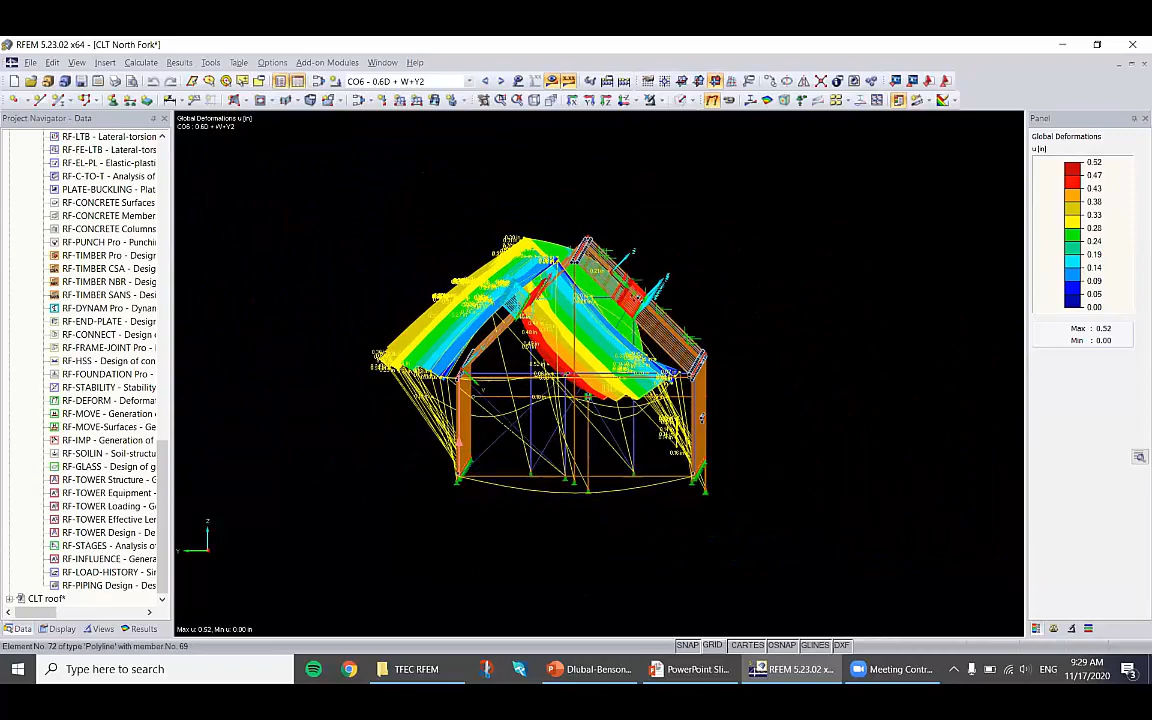 RFEM 5.23.02 x64 - [CLT North Fork*]
File Edit View Insert Calculate Results Tools Table Options Add-on Modules Window Help
CO6 - 0.6D + W+Y2
Project Navigator - Data
RF-LTB - Lateral-torsion
RF-FE-LTB - Lateral-tors
RF-EL-PL - Elastic-plasti
RF-C-TO-T - Analysis of
PLATE-BUCKLING - Plat
RF-CONCRETE Surfaces
RF-CONCRETE Member
RF-CONCRETE Columns
RF-PUNCH Pro - Punchin
RF-TIMBER Pro - Design
RF-TIMBER CSA - Desig
RF-TIMBER NBR - Desig
RF-TIMBER SANS - Des
RF-DYNAM Pro - Dynar
RF-END-PLATE - Design
RF-CONNECT - Design o
RF-FRAME-JOINT Pro -
RF-HSS - Design of con
RF-FOUNDATION Pro -
RF-STABILITY - Stability
RF-DEFORM - Deformat
RF-MOVE - Generation
RF-MOVE-Surfaces - Ge
RF-IMP - Generation of
RF-SOILIN - Soil-structu
RF-GLASS - Design of g
RF-TOWER Structure - G
RF-TOWER Equipment -
RF-TOWER Loading - Ge
RF-TOWER Effective Len
RF-TOWER Design - De
RF-STAGES - Analysis of
RF-INFLUENCE - Genera
RF-LOAD-HISTORY - Sin
RF-PIPING Design - Des
CLT roof*
Data Display Views Results
Global Deformations u [in]
CO6 : 0.6D + W+Y2
Z
Y
Max u: 0.52, Min u: 0.00 in
Panel
Global Deformations
u [in]
0.52
0.47
0.43
0.38
0.33
0.28
0.24
0.19
0.14
0.09
0.05
0.00
Max : 0.52
Min : 0.00
Element No. 72 of type 'Polyline' with member No. 69
SNAP GRID CARTES OSNAP GLINES DXF
Type here to search
TFEC RFEM
Dlubal-Benson...
PowerPoint Sli...
RFEM 5.23.02 x...
Meeting Contr...
9:29 AM
11/17/2020
3